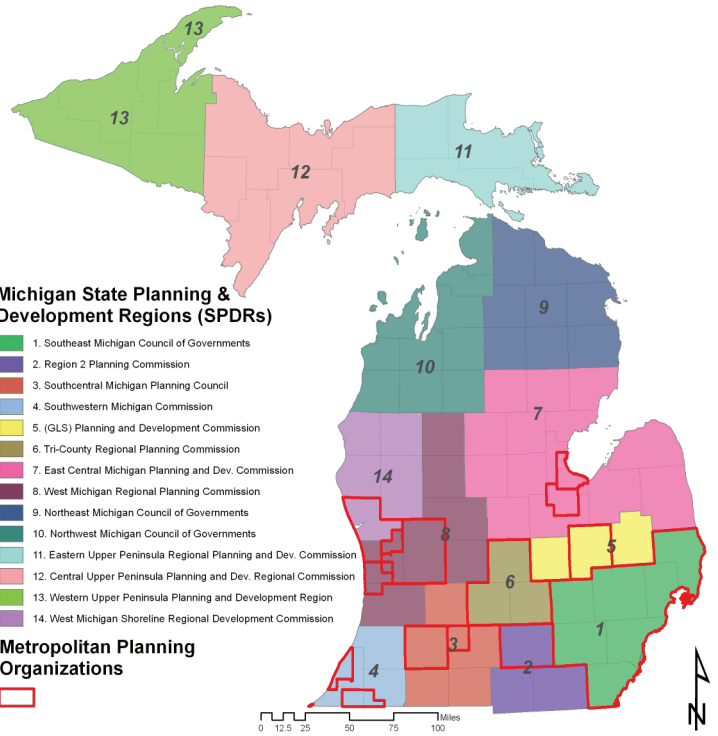 13
13
12
11
Michigan State Planning &
Development Regions (SPDRs)
1. Southeast Michigan Council of Governments
2. Region 2 Planning Commission
3. Southcentral Michigan Planning Council
4. Southwestern Michigan Commission
5. (GLS) Planning and Development Commission
6. Tri-County Regional Planning Commission
7. East Central Michigan Planning and Dev. Commission
8. West Michigan Regional Planning Commission
9. Northeast Michigan Council of Governments
10. Northwest Michigan Council of Governments
11. Eastern Upper Peninsula Regional Planning and Dev. Commission
12. Central Upper Peninsula Planning and Dev. Regional Commission
13. Western Upper Peninsula Planning and Development Region
14. West Michigan Shoreline Regional Development Commission
Metropolitan Planning
Organizations
9
10
7
14
8
5
6
1
3
4
2
Miles
0 12.5 25 50 75 100
N